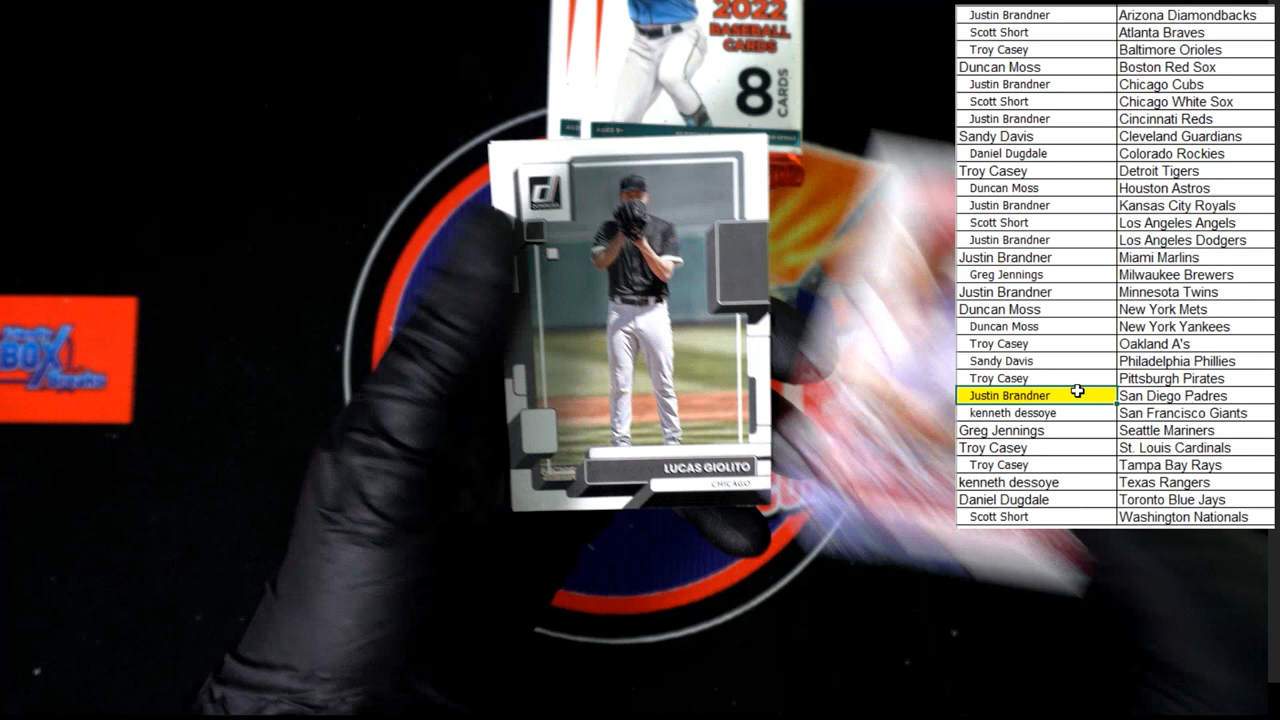 2022
BASEBALL
CARDS
8
CARDS
d
DONRUSS
LUCAS GIOLITO
CHICAGO
BOX
Breaks
Justin Brandner Arizona Diamondbacks
Scott Short Atlanta Braves
Troy Casey Baltimore Orioles
Duncan Moss Boston Red Sox
Justin Brandner Chicago Cubs
Scott Short Chicago White Sox
Justin Brandner Cincinnati Reds
Sandy Davis Cleveland Guardians
Daniel Dugdale Colorado Rockies
Troy Casey Detroit Tigers
Duncan Moss Houston Astros
Justin Brandner Kansas City Royals
Scott Short Los Angeles Angels
Justin Brandner Los Angeles Dodgers
Justin Brandner Miami Marlins
Greg Jennings Milwaukee Brewers
Justin Brandner Minnesota Twins
Duncan Moss New York Mets
Duncan Moss New York Yankees
Troy Casey Oakland A's
Sandy Davis Philadelphia Phillies
Troy Casey Pittsburgh Pirates
Justin Brandner San Diego Padres
kenneth dessoye San Francisco Giants
Greg Jennings Seattle Mariners
Troy Casey St. Louis Cardinals
Troy Casey Tampa Bay Rays
kenneth dessoye Texas Rangers
Daniel Dugdale Toronto Blue Jays
Scott Short Washington Nationals